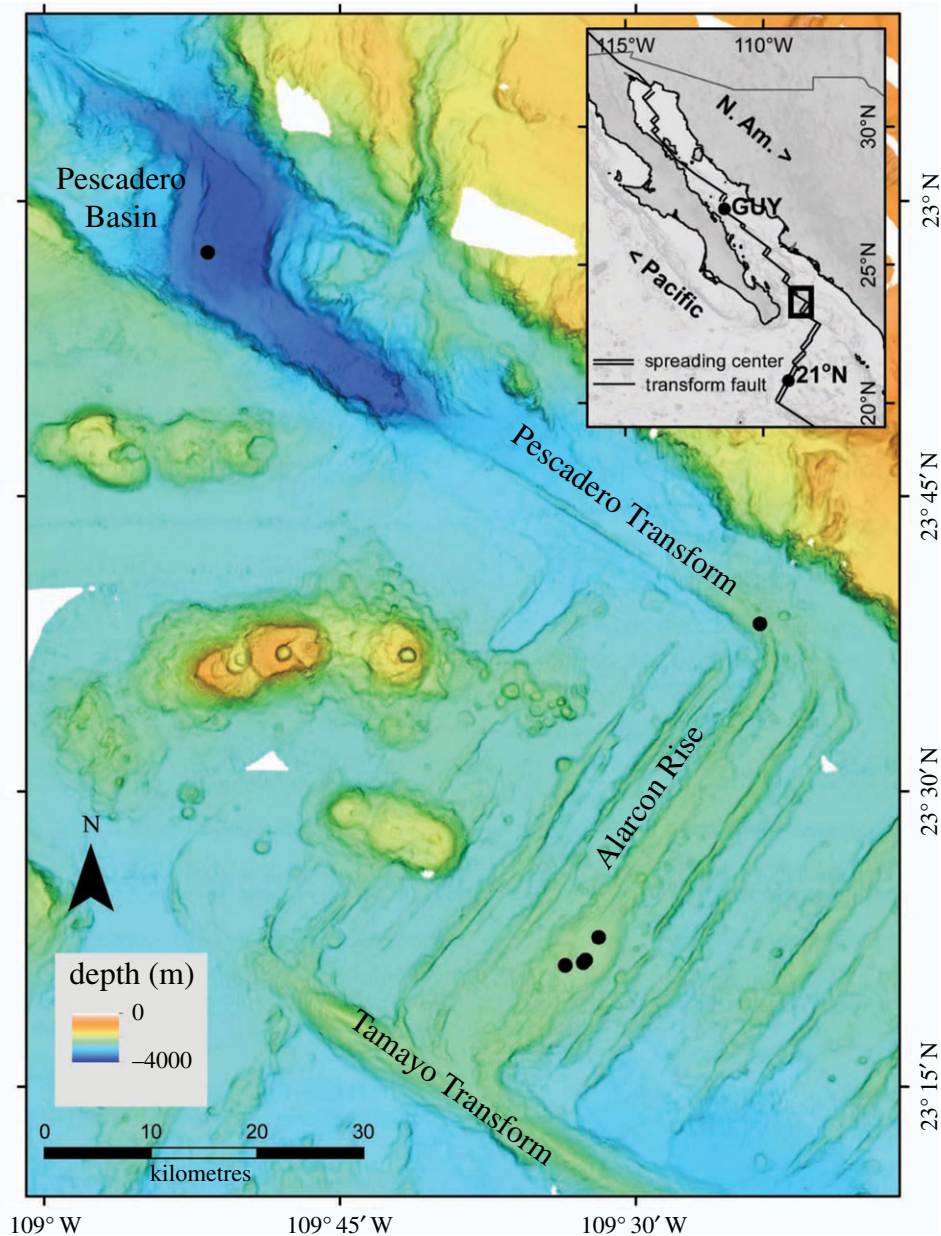 115°W
110°W
N. Am. >
30°N
GUY
25°N
< Pacific
spreading center
transform fault
21°N
20°N
Pescadero
Basin
23° N
Pescadero Transform
23° 45′ N
Alarcon Rise
23° 30′ N
N
depth (m)
0
–4000
Tamayo Transform
23° 15′ N
0
10
20
30
kilometres
109° W
109° 45′ W
109° 30′ W